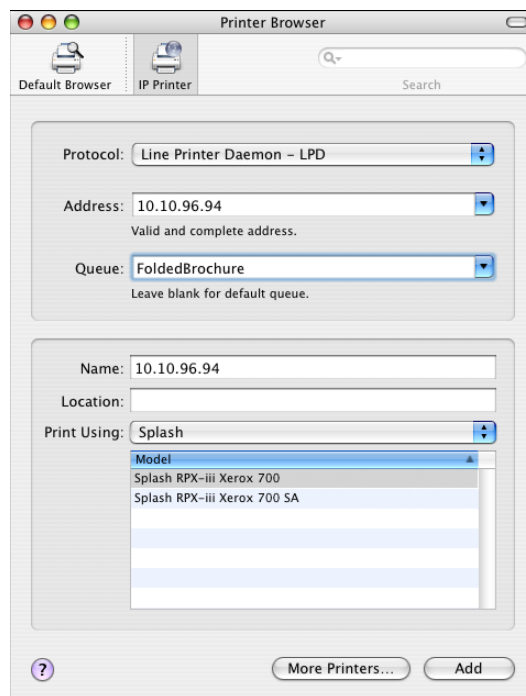 Printer Browser
Default Browser
IP Printer
Search
Protocol: Line Printer Daemon – LPD
Address: 10.10.96.94
Valid and complete address.
Queue: FoldedBrochure
Leave blank for default queue.
Name: 10.10.96.94
Location:
Print Using: Splash
Model
Splash RPX-iii Xerox 700
Splash RPX-iii Xerox 700 SA
?
More Printers...
Add